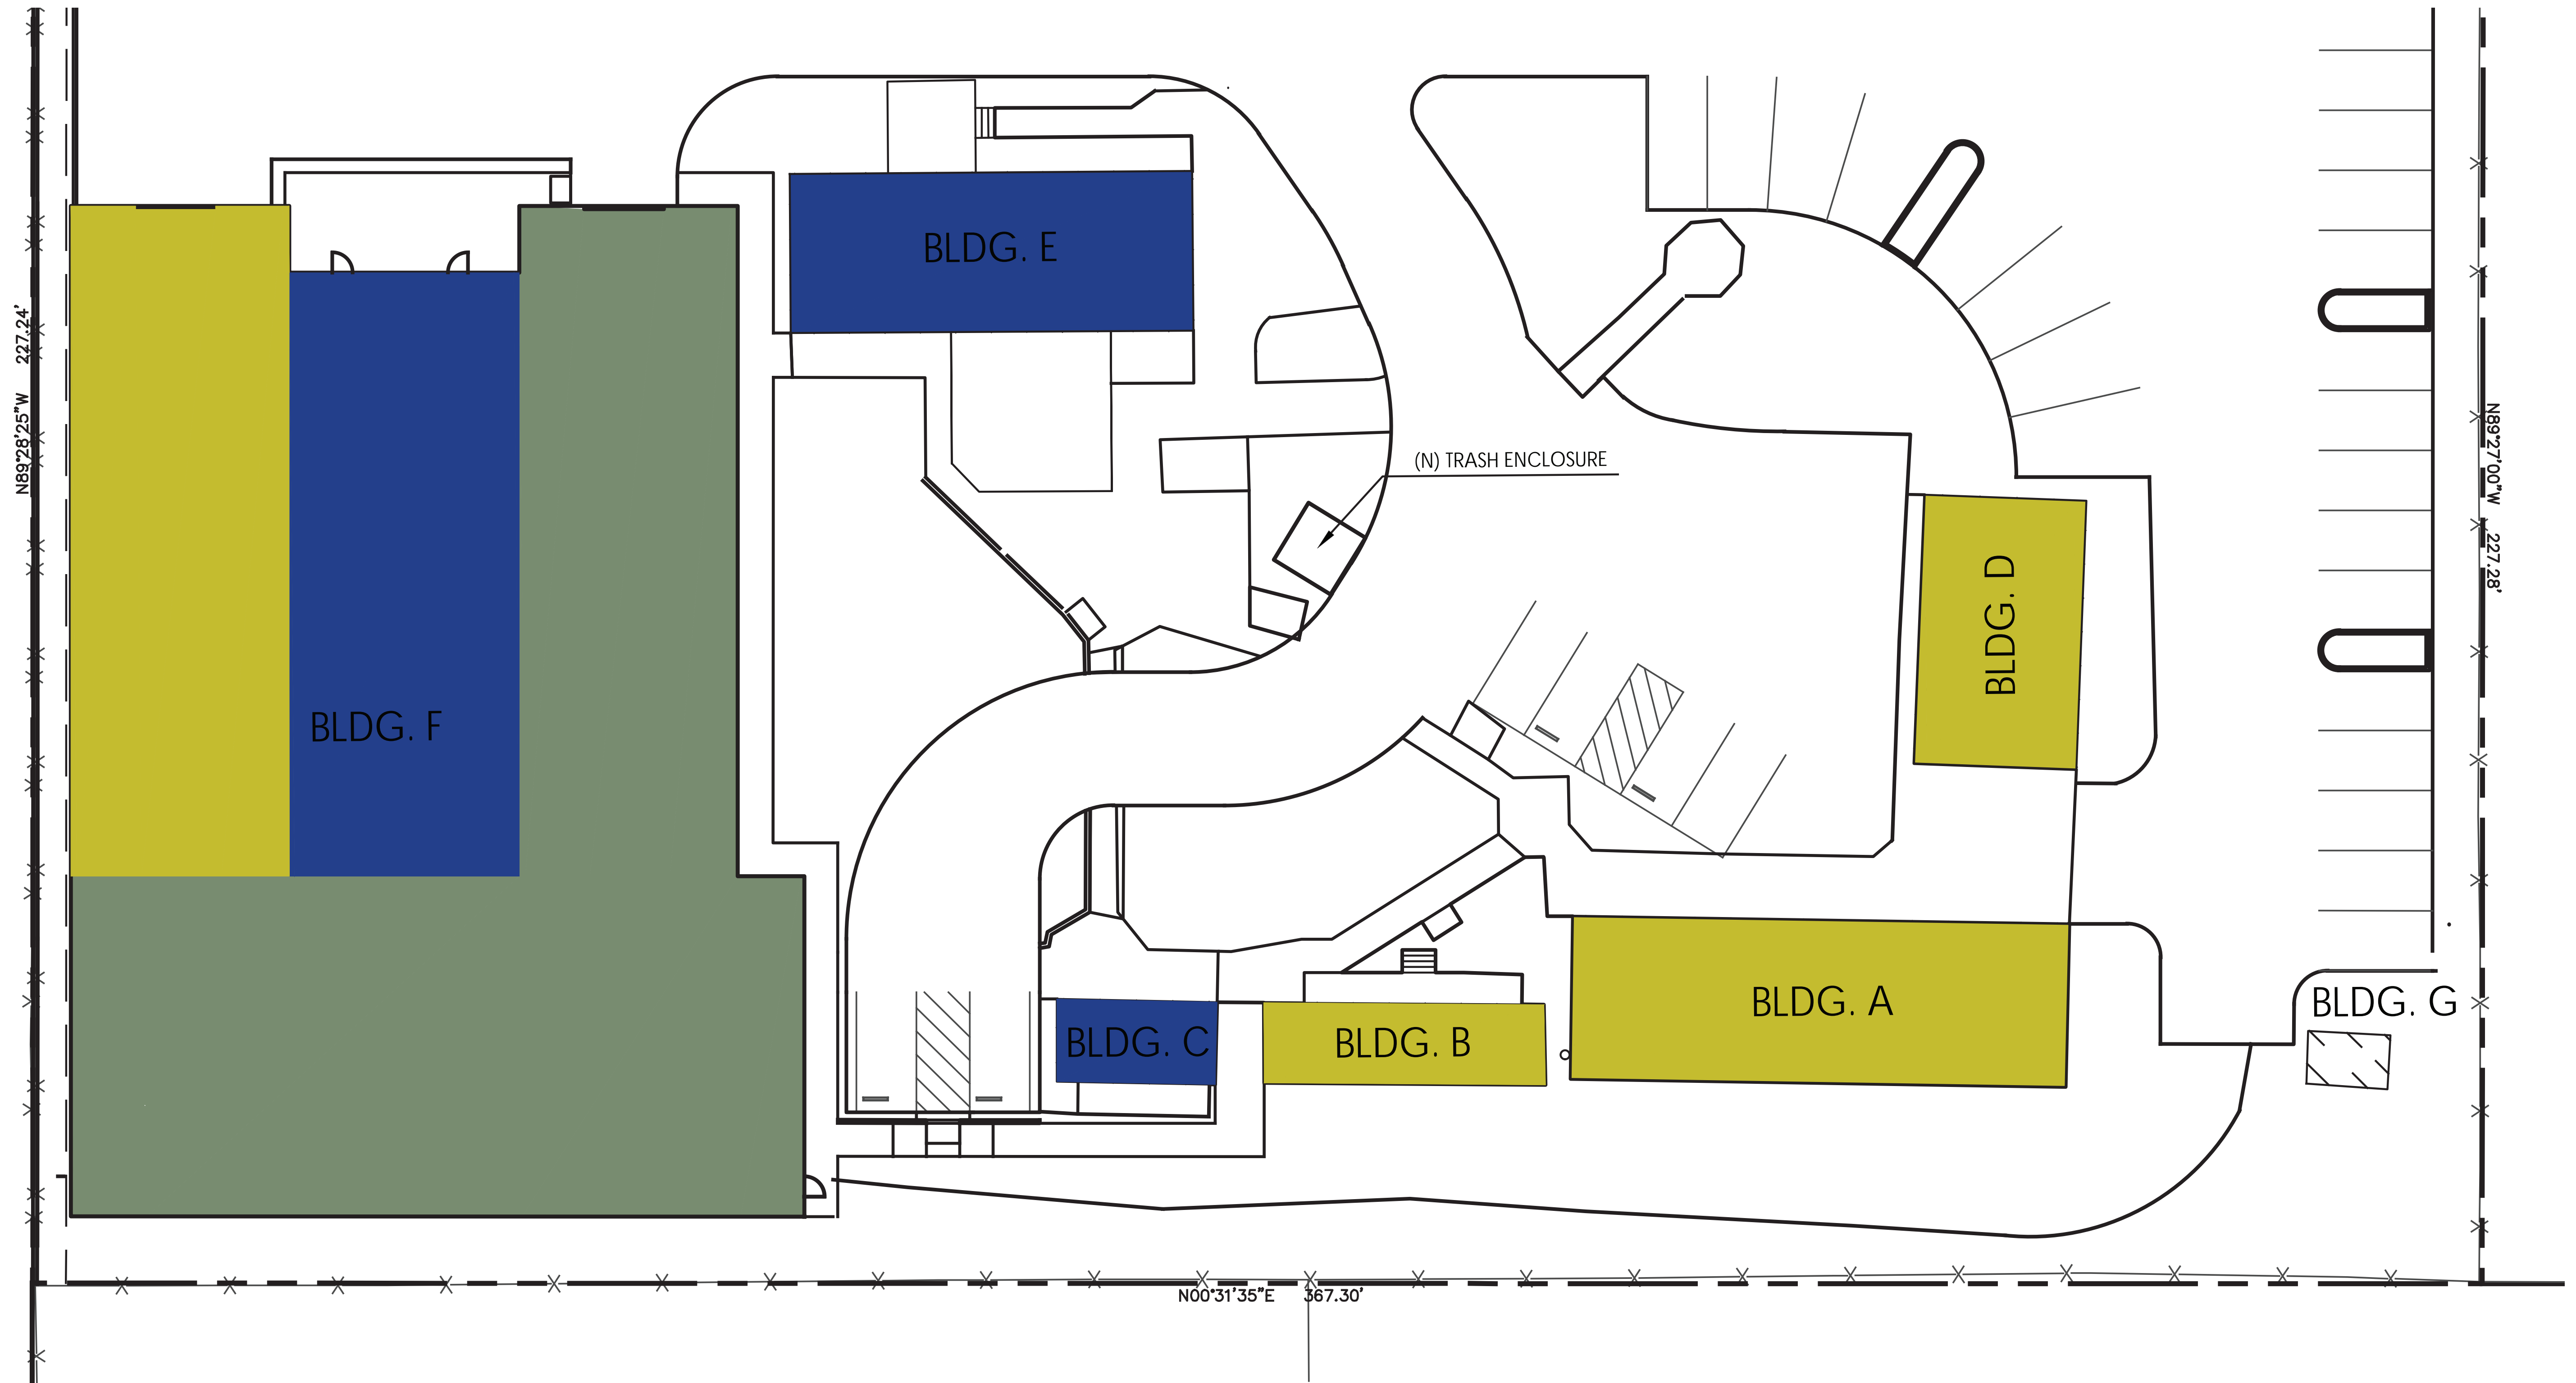 BLDG. E
N89°28'25"W 227.24'
N89°27'00"W 227.28'
(N) TRASH ENCLOSURE
BLDG. D
BLDG. F
BLDG. A
BLDG. G
BLDG. C
BLDG. B
N00°31'35"E 367.30'